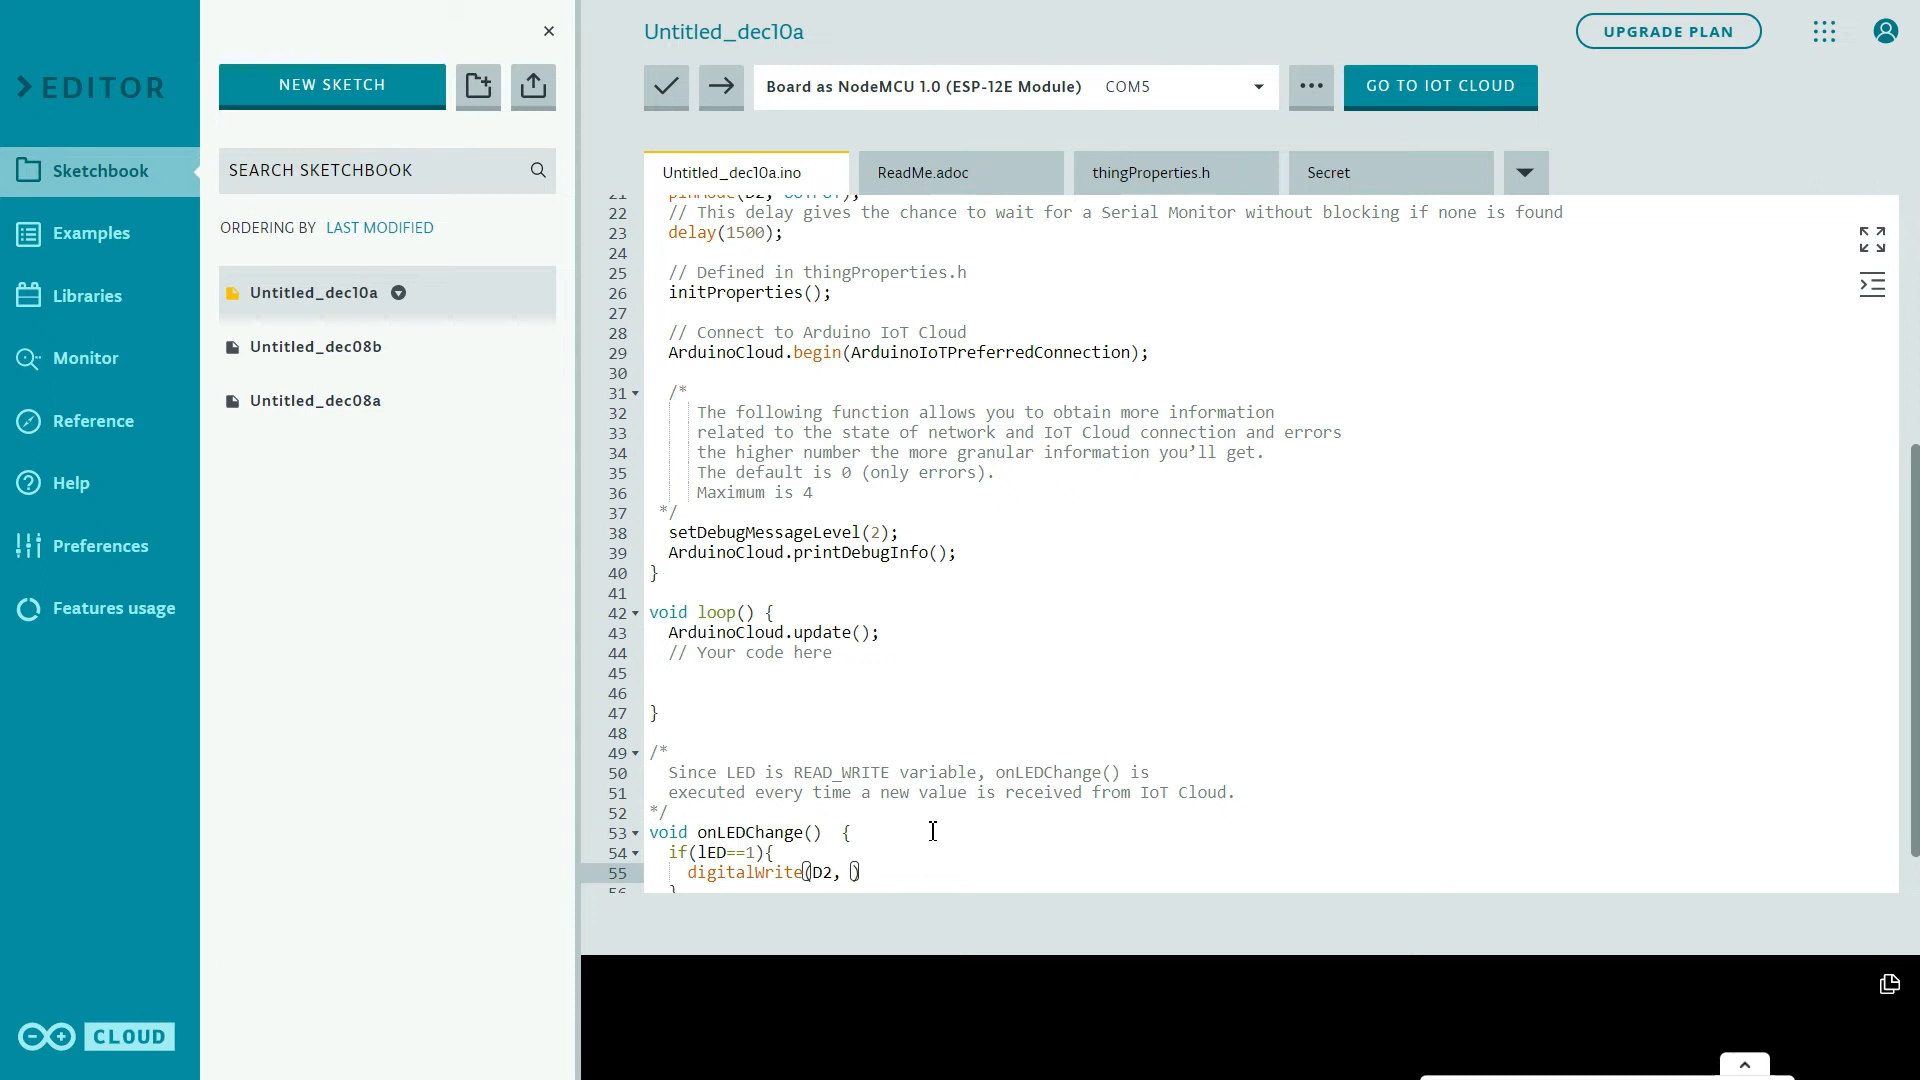 EDITOR
Sketchbook
Examples
Libraries
Monitor
Reference
Help
Preferences
Features usage
CLOUD
NEW SKETCH
SEARCH SKETCHBOOK
ORDERING BY LAST MODIFIED
Untitled_dec10a
Untitled_dec08b
Untitled_dec08a
Untitled_dec10a
UPGRADE PLAN
Board as NodeMCU 1.0 (ESP-12E Module) COM5
GO TO IOT CLOUD
Untitled_dec10a.ino
ReadMe.adoc
thingProperties.h
Secret
21 pinMode(D2, OUTPUT);
22 // This delay gives the chance to wait for a Serial Monitor without blocking if none is found
23 delay(1500);
24
25 // Defined in thingProperties.h
26 initProperties();
27
28 // Connect to Arduino IoT Cloud
29 ArduinoCloud.begin(ArduinoIoTPreferredConnection);
30
31 /*
32 The following function allows you to obtain more information
33 related to the state of network and IoT Cloud connection and errors
34 the higher number the more granular information you’ll get.
35 The default is 0 (only errors).
36 Maximum is 4
37 */
38 setDebugMessageLevel(2);
39 ArduinoCloud.printDebugInfo();
40 }
41
42 void loop() {
43 ArduinoCloud.update();
44 // Your code here
45
46
47 }
48
49 /*
50 Since LED is READ_WRITE variable, onLEDChange() is
51 executed every time a new value is received from IoT Cloud.
52 */
53 void onLEDChange() {
54 if(lED==1){
55 digitalWrite(D2, )
56 }